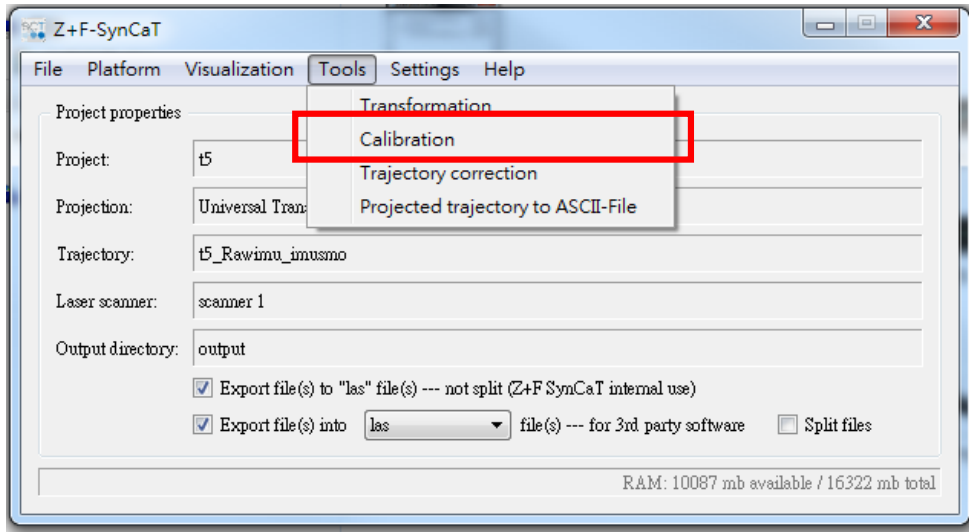 Z+F-SynCaT
File Platform Visualization Tools Settings Help
Transformation
Calibration
Trajectory correction
Projected trajectory to ASCII-File
Project properties
Project: t5
Projection: Universal Tran
Trajectory: t5_Rawimu_imusmo
Laser scanner: scanner 1
Output directory: output
Export file(s) to "las" file(s) --- not split (Z+F SynCaT internal use)
Export file(s) into las file(s) --- for 3rd party software Split files
RAM: 10087 mb available / 16322 mb total